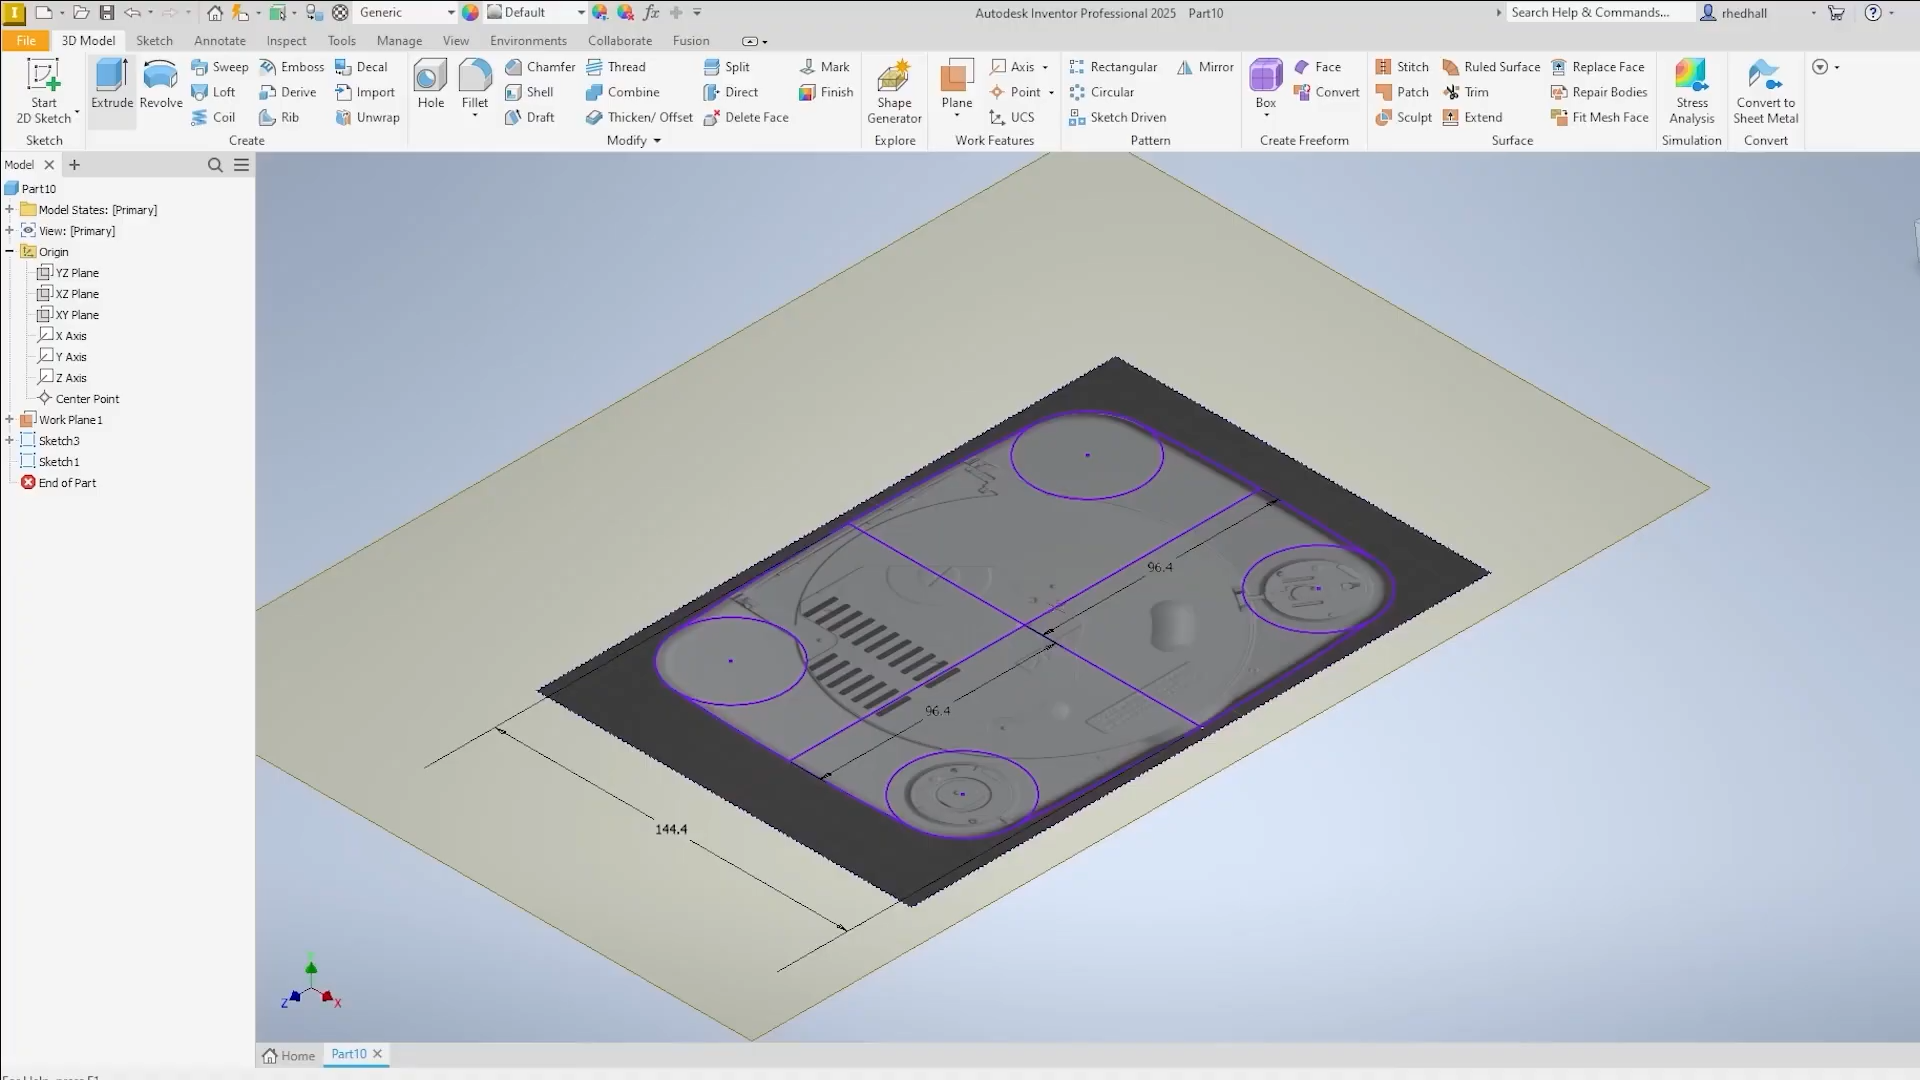 Generic
Default
fx
Autodesk Inventor Professional 2025 Part10
Search Help & Commands...
rhedhall
File
3D Model
Sketch
Annotate
Inspect
Tools
Manage
View
Environments
Collaborate
Fusion
Start
2D Sketch
Extrude
Revolve
Sweep
Loft
Coil
Emboss
Derive
Rib
Decal
Import
Unwrap
Hole
Fillet
Chamfer
Shell
Draft
Thread
Combine
Thicken/ Offset
Split
Direct
Delete Face
Mark
Finish
Shape
Generator
Plane
Axis
Point
UCS
Rectangular
Circular
Sketch Driven
Mirror
Box
Face
Convert
Stitch
Patch
Sculpt
Ruled Surface
Trim
Extend
Replace Face
Repair Bodies
Fit Mesh Face
Stress
Analysis
Convert to
Sheet Metal
Sketch
Create
Modify
Explore
Work Features
Pattern
Create Freeform
Surface
Simulation
Convert
Model
Part10
Model States: [Primary]
View: [Primary]
Origin
YZ Plane
XZ Plane
XY Plane
X Axis
Y Axis
Z Axis
Center Point
Work Plane1
Sketch3
Sketch1
End of Part
96.4
96.4
144.4
Z
X
Home
Part10